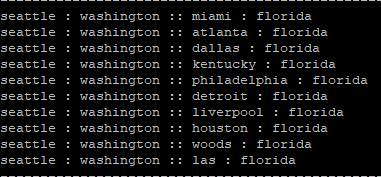 seattle : washington :: miami : florida
seattle : washington :: atlanta : florida
seattle : washington :: dallas : florida
seattle : washington :: kentucky : florida
seattle : washington :: philadelphia : florida
seattle : washington :: detroit : florida
seattle : washington :: liverpool : florida
seattle : washington :: houston : florida
seattle : washington :: woods : florida
seattle : washington :: las : florida